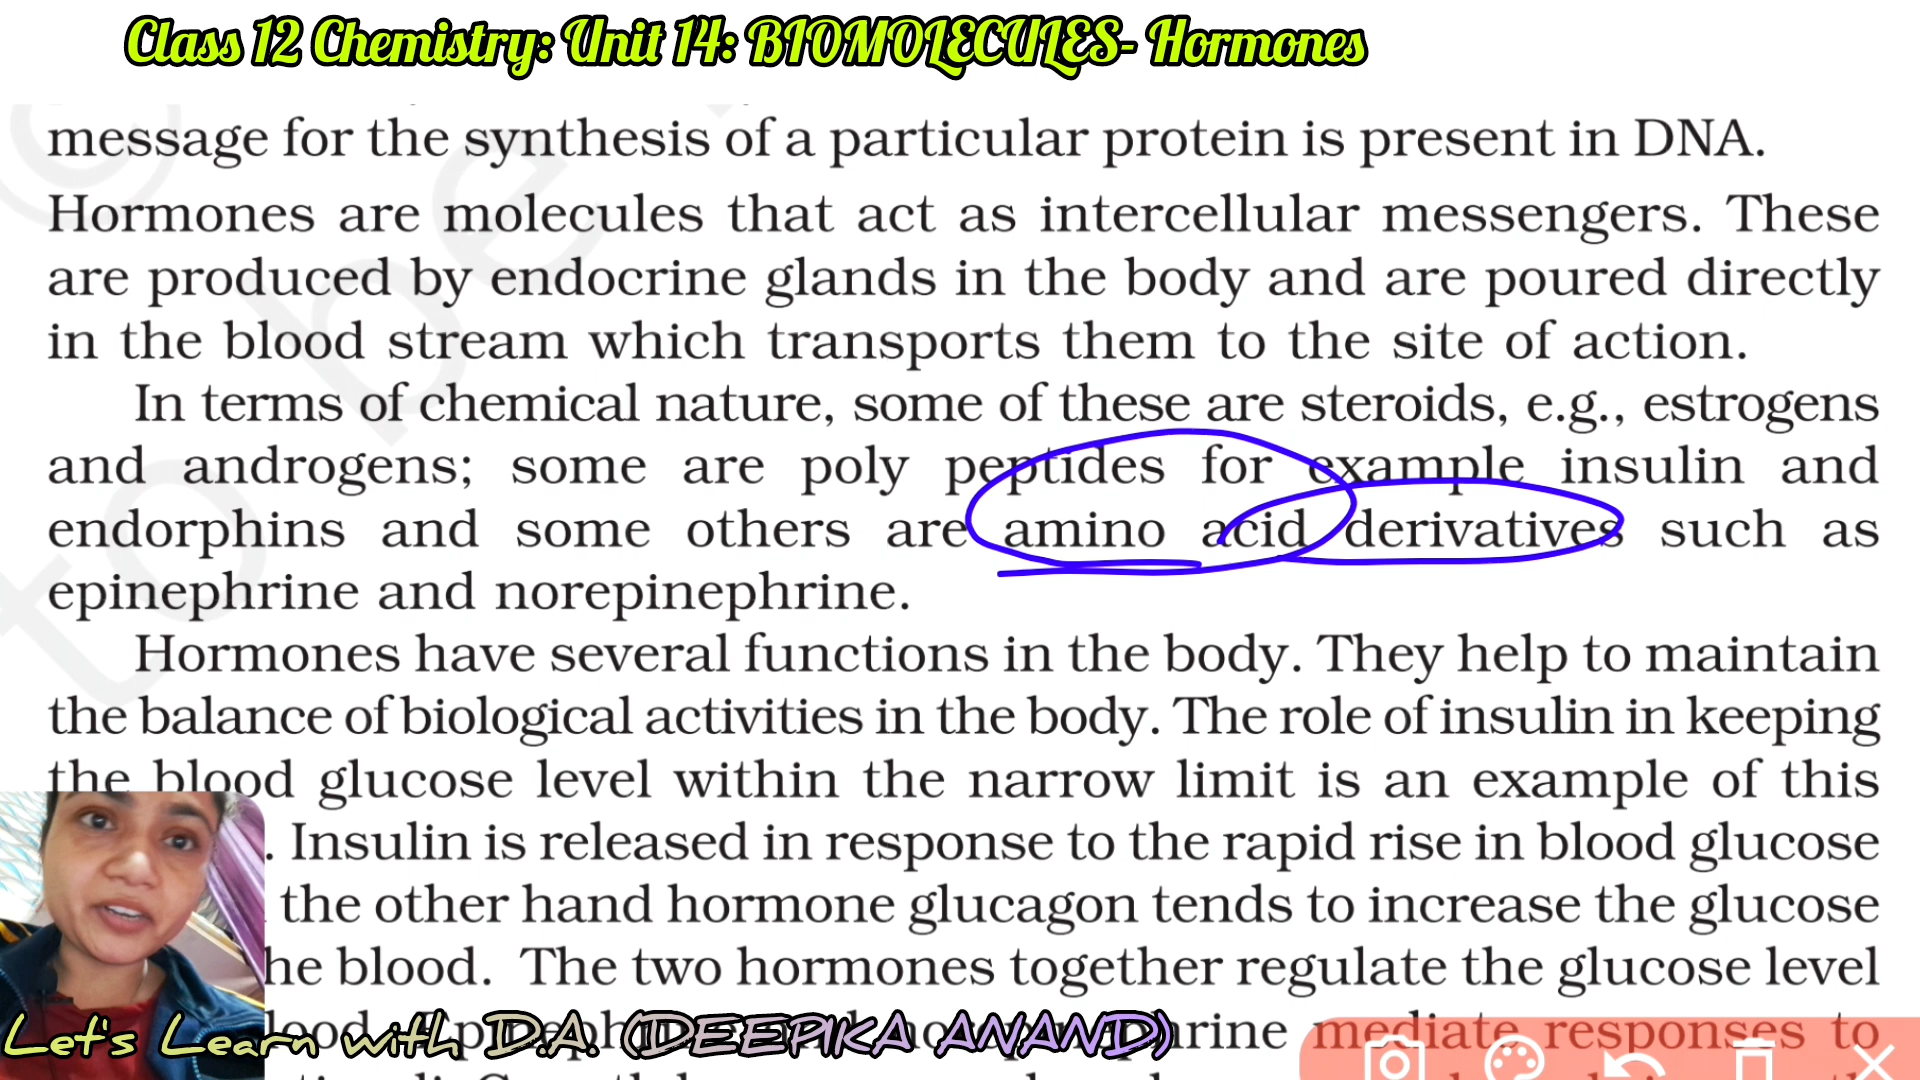 Class 12 Chemistry: Unit 14: BIOMOLECULES- Hormones
message for the synthesis of a particular protein is present in DNA.
Hormones are molecules that act as intercellular messengers. These
are produced by endocrine glands in the body and are poured directly
in the blood stream which transports them to the site of action.
In terms of chemical nature, some of these are steroids, e.g., estrogens
and androgens; some are poly peptides for example insulin and
endorphins and some others are amino acid derivatives such as
epinephrine and norepinephrine.
Hormones have several functions in the body. They help to maintain
the balance of biological activities in the body. The role of insulin in keeping
the blood glucose level within the narrow limit is an example of this
. Insulin is released in response to the rapid rise in blood glucose
the other hand hormone glucagon tends to increase the glucose
he blood. The two hormones together regulate the glucose level
mediate responses to
Let's Learn with D.A. (DEEPIKA ANAND)
to be